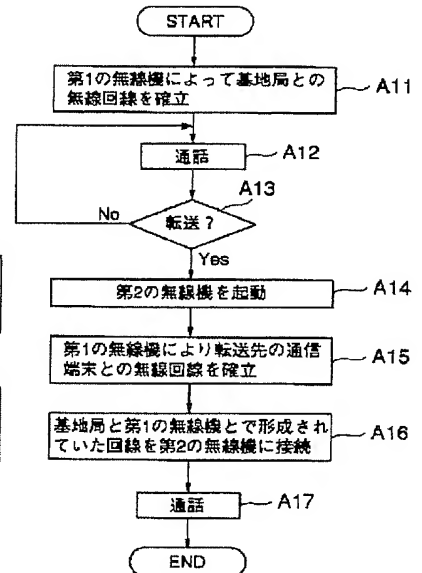 START
第1の無線機によって基地局との
無線回線を確立
A11
通話
A12
A13
転送?
No
Yes
第2の無線機を起動
A14
第1の無線機により転送先の通信
端末との無線回線を確立
A15
基地局と第1の無線機とで形成され
ていた回線を第2の無線機に接続
A16
通話
A17
END